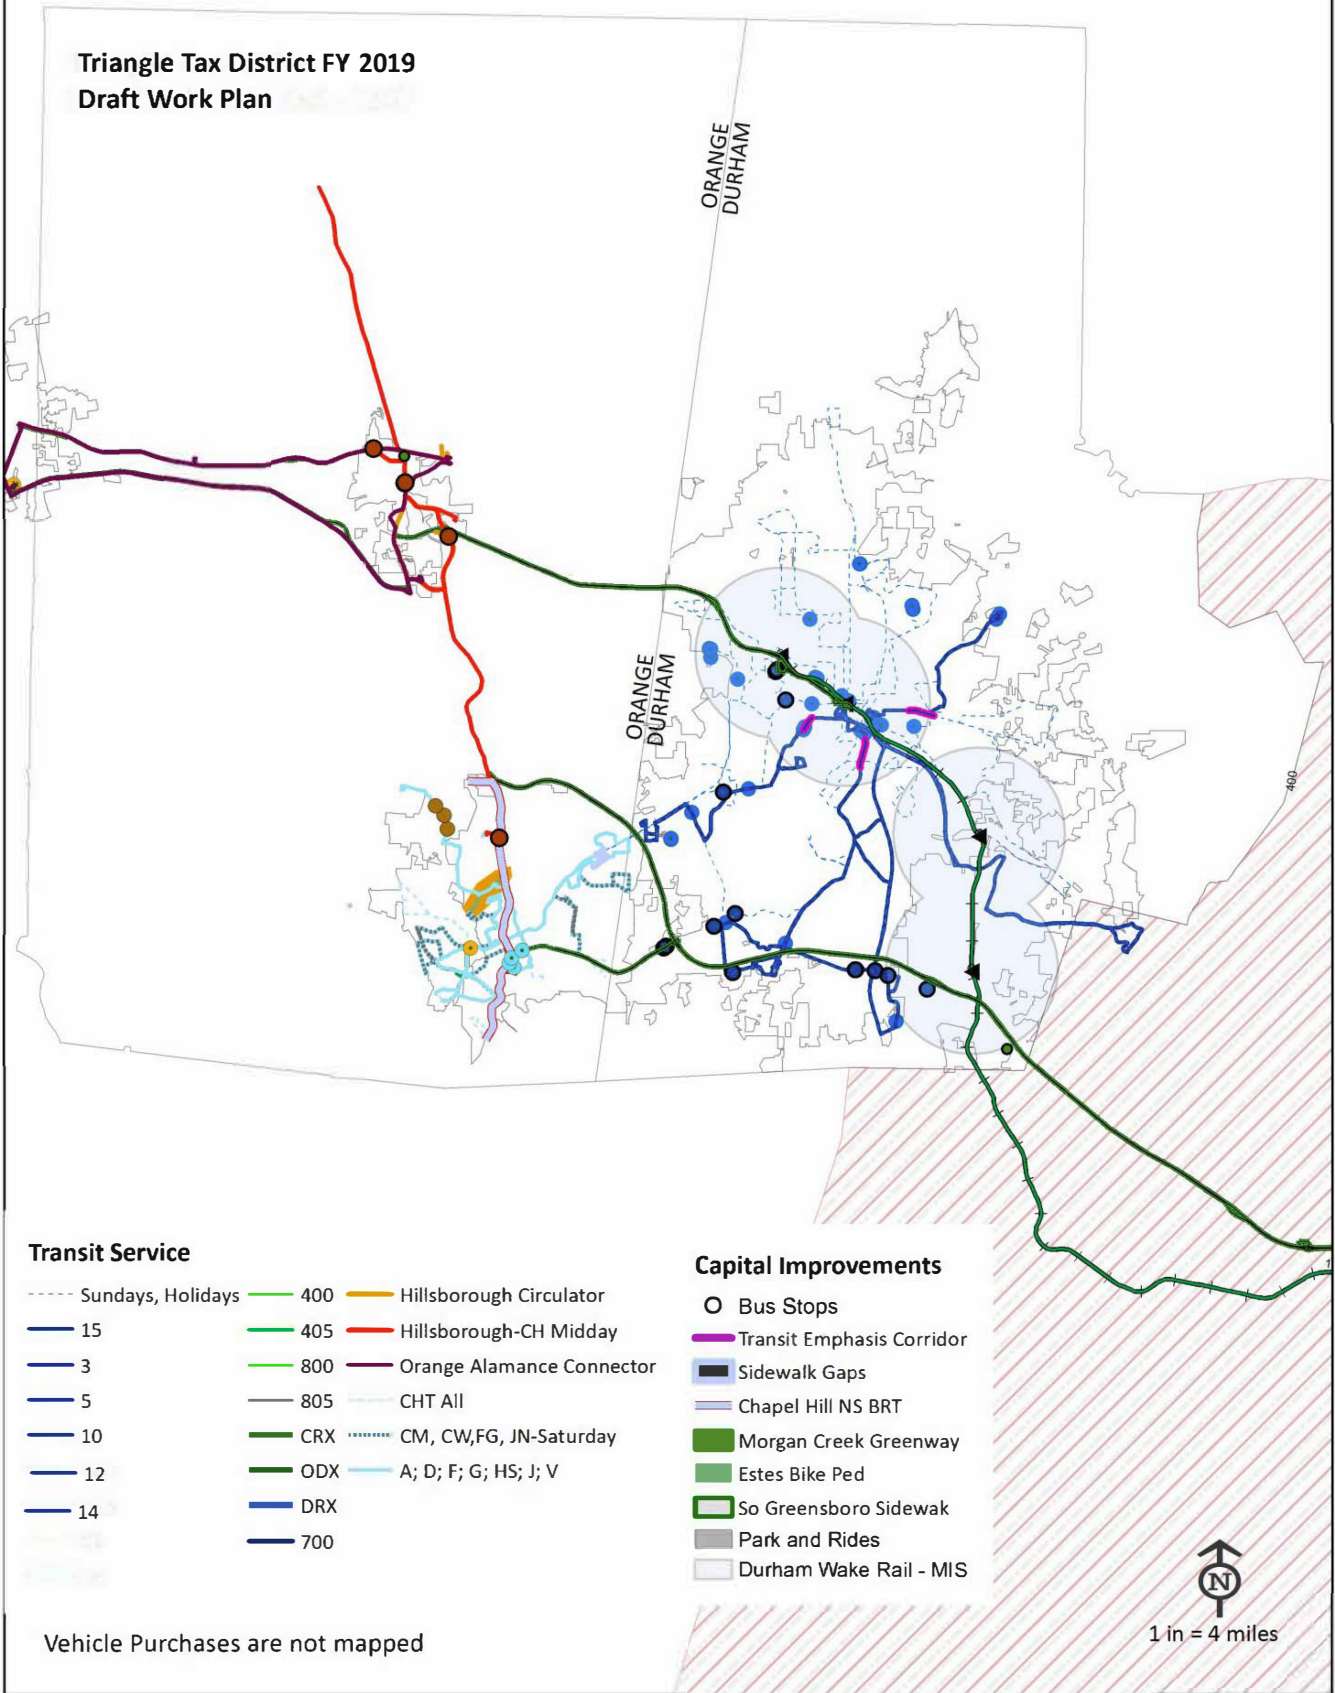 Triangle Tax District FY 2019
Draft Work Plan
ORANGE
DURHAM
ORANGE
DURHAM
400
Transit Service
Sundays, Holidays
15
3
5
10
12
14
400
405
800
805
CRX
ODX
DRX
700
Hillsborough Circulator
Hillsborough-CH Midday
Orange Alamance Connector
CHT All
CM, CW,FG, JN-Saturday
A; D; F; G; HS; J; V
Capital Improvements
Bus Stops
Transit Emphasis Corridor
Sidewalk Gaps
Chapel Hill NS BRT
Morgan Creek Greenway
Estes Bike Ped
So Greensboro Sidewak
Park and Rides
Durham Wake Rail - MIS
N
1 in = 4 miles
Vehicle Purchases are not mapped